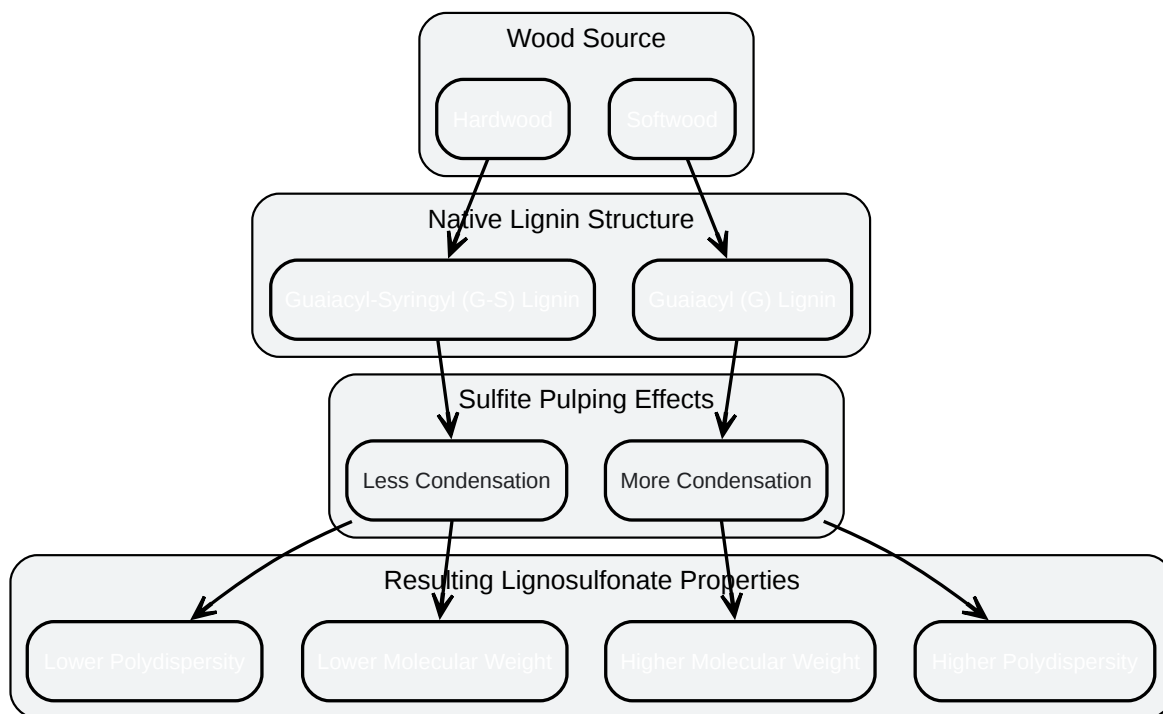 Wood Source
Hardwood
Softwood
Native Lignin Structure
Guaiacyl-Syringyl (G-S) Lignin
Guaiacyl (G) Lignin
Sulfite Pulping Effects
Less Condensation
More Condensation
Resulting Lignosulfonate Properties
Lower Polydispersity
Lower Molecular Weight
Higher Molecular Weight
Higher Polydispersity